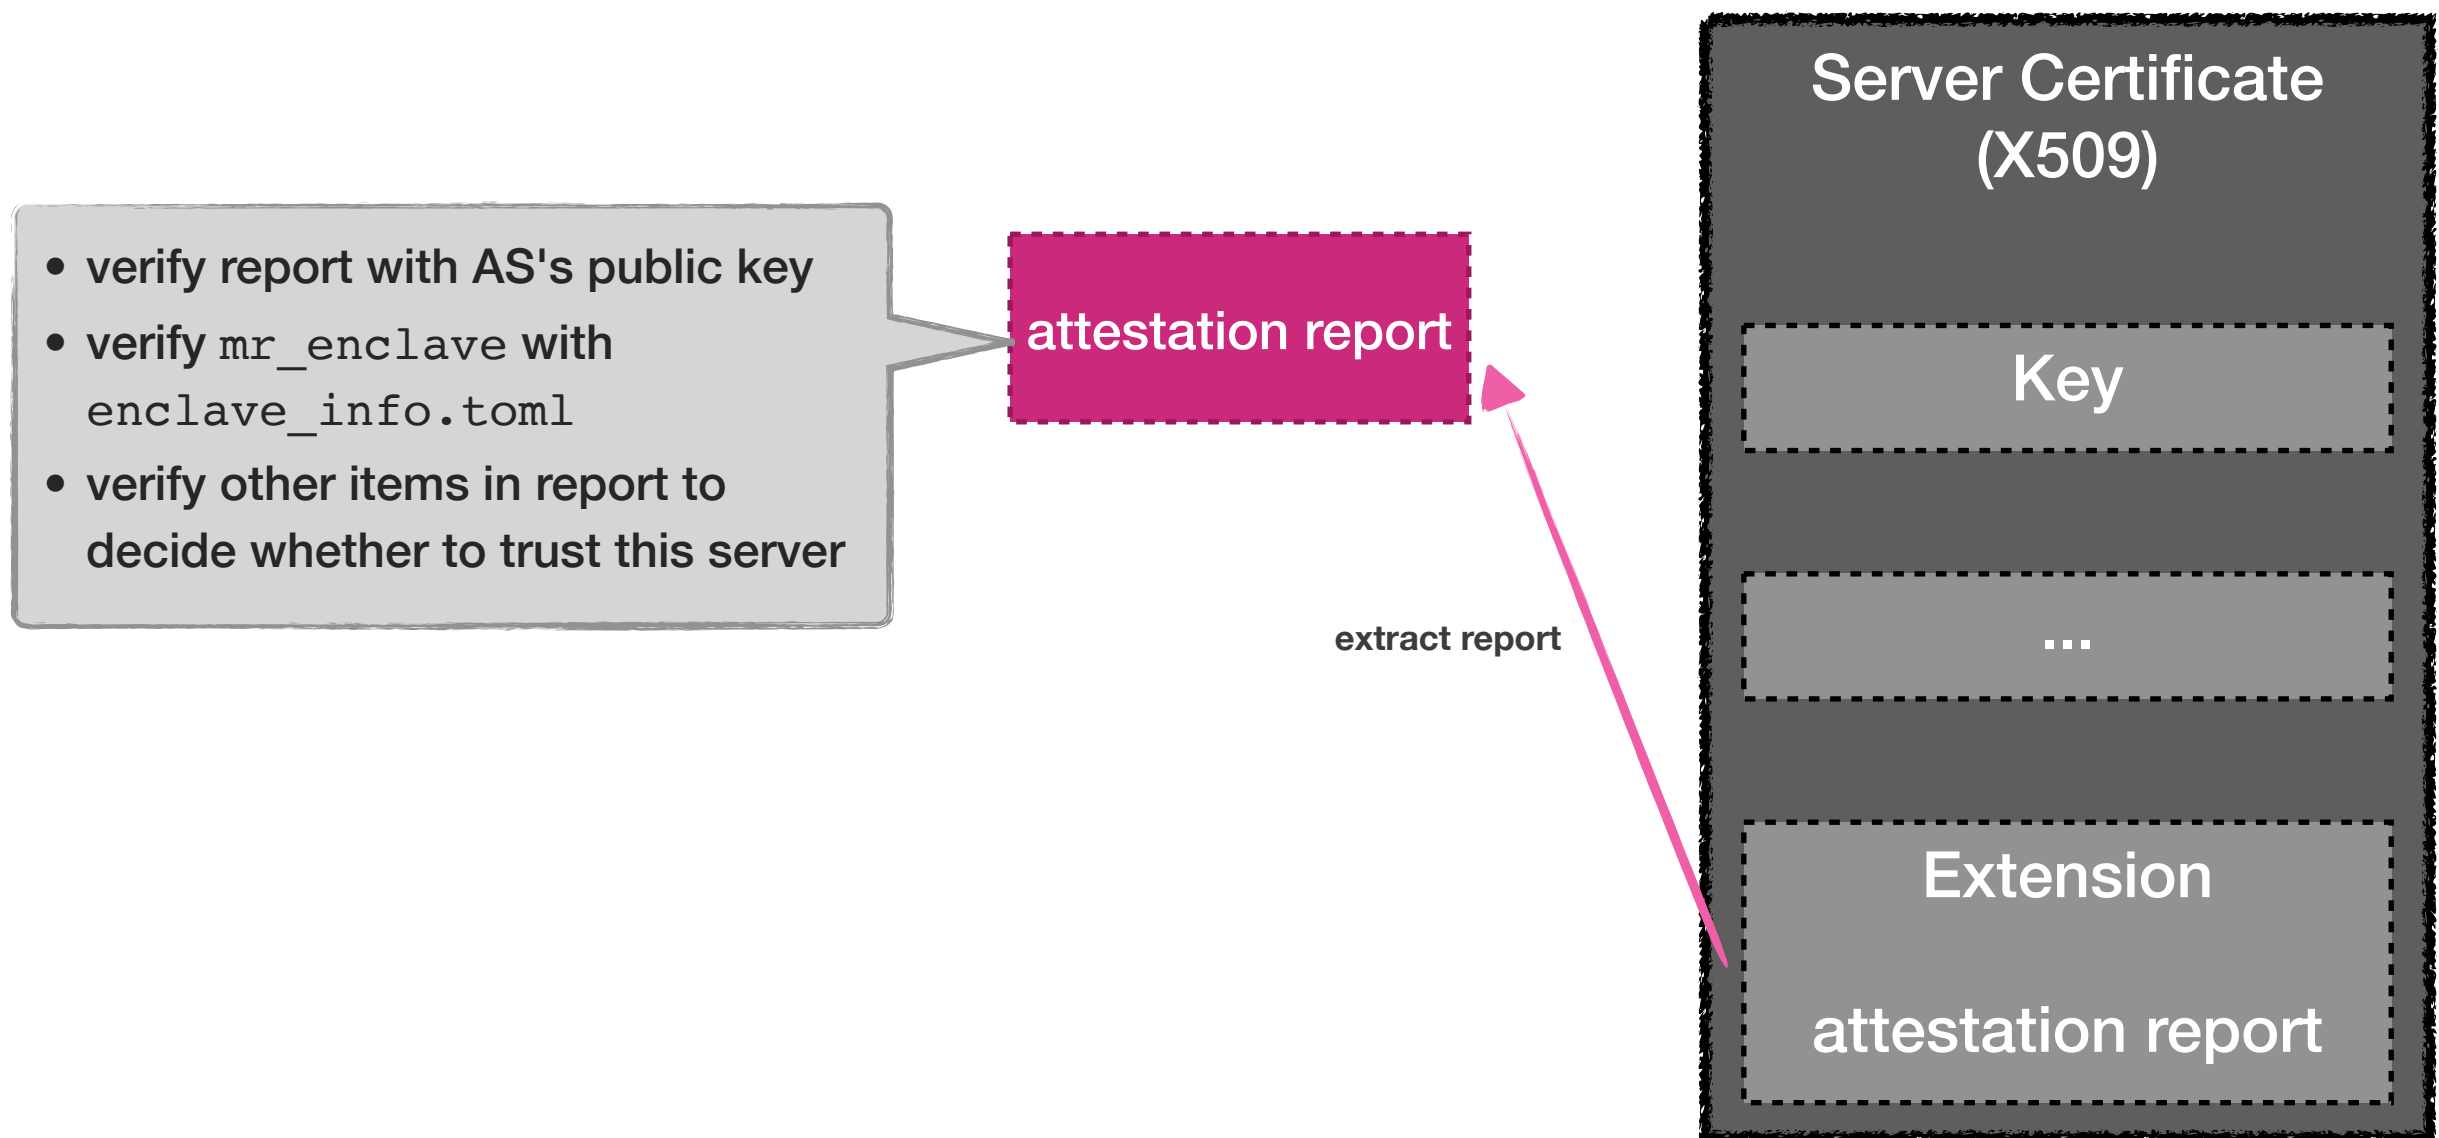 Server Certificate
(X509)
• verify report with AS's public key
• verify mr_enclave with
enclave_info.toml
• verify other items in report to
decide whether to trust this server
attestation report
Key
extract report
...
Extension
attestation report